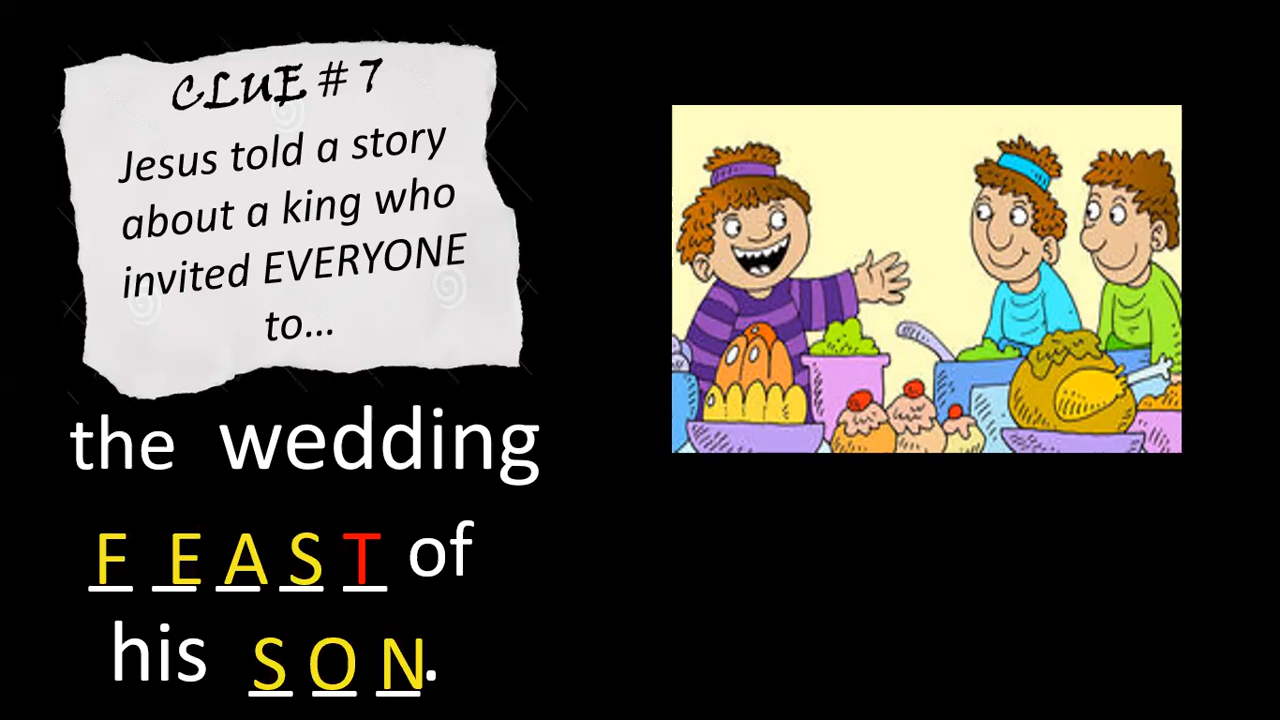 CLUE # 7
Jesus told a story
about a king who
invited EVERYONE
to...
the wedding
F E A S T of
his S O N.